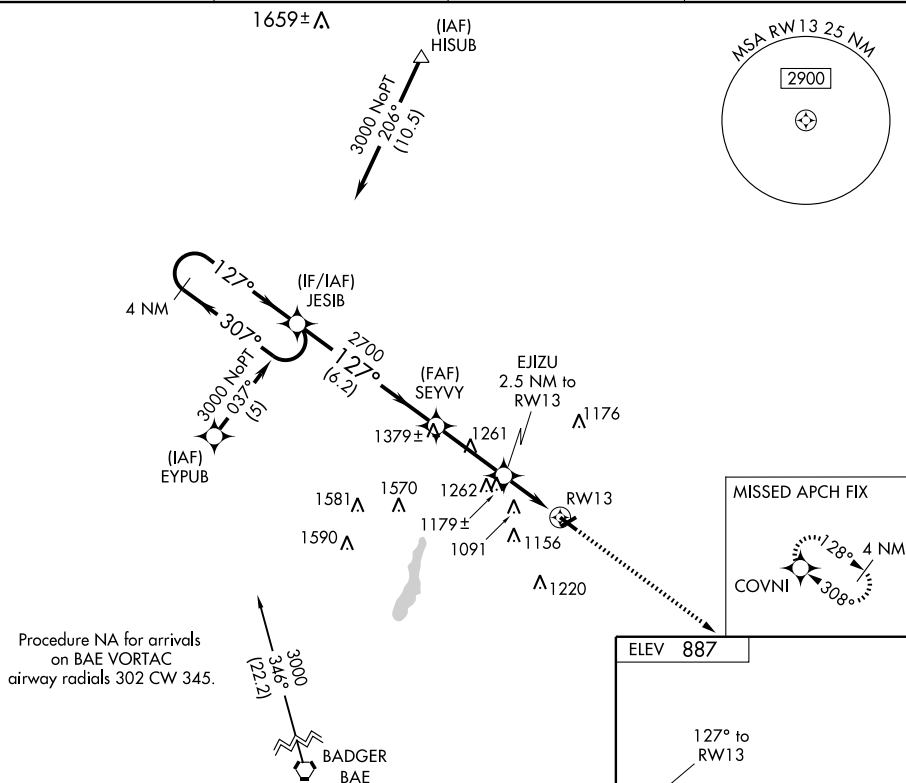 1659±
(IAF)
HISUB
3000 NoPT
206°
(10.5)
MSA RW13 25 NM
2900
127°
4 NM
307°
(IF/IAF)
JESIB
3000 NoPT
037°
(5)
(IAF)
EYPUB
2700
127°
(6.2)
(FAF)
SEYVY
EJIZU
2.5 NM to
RW13
1176
1379±
1261
1581
1570
1262
1179±
RW13
1590
1091
1156
1220
MISSED APCH FIX
128°
4 NM
COVNI
308°
Procedure NA for arrivals
on BAE VORTAC
airway radials 302 CW 345.
3000
346°
(22.2)
BADGER
BAE
ELEV 887
127° to
RW13